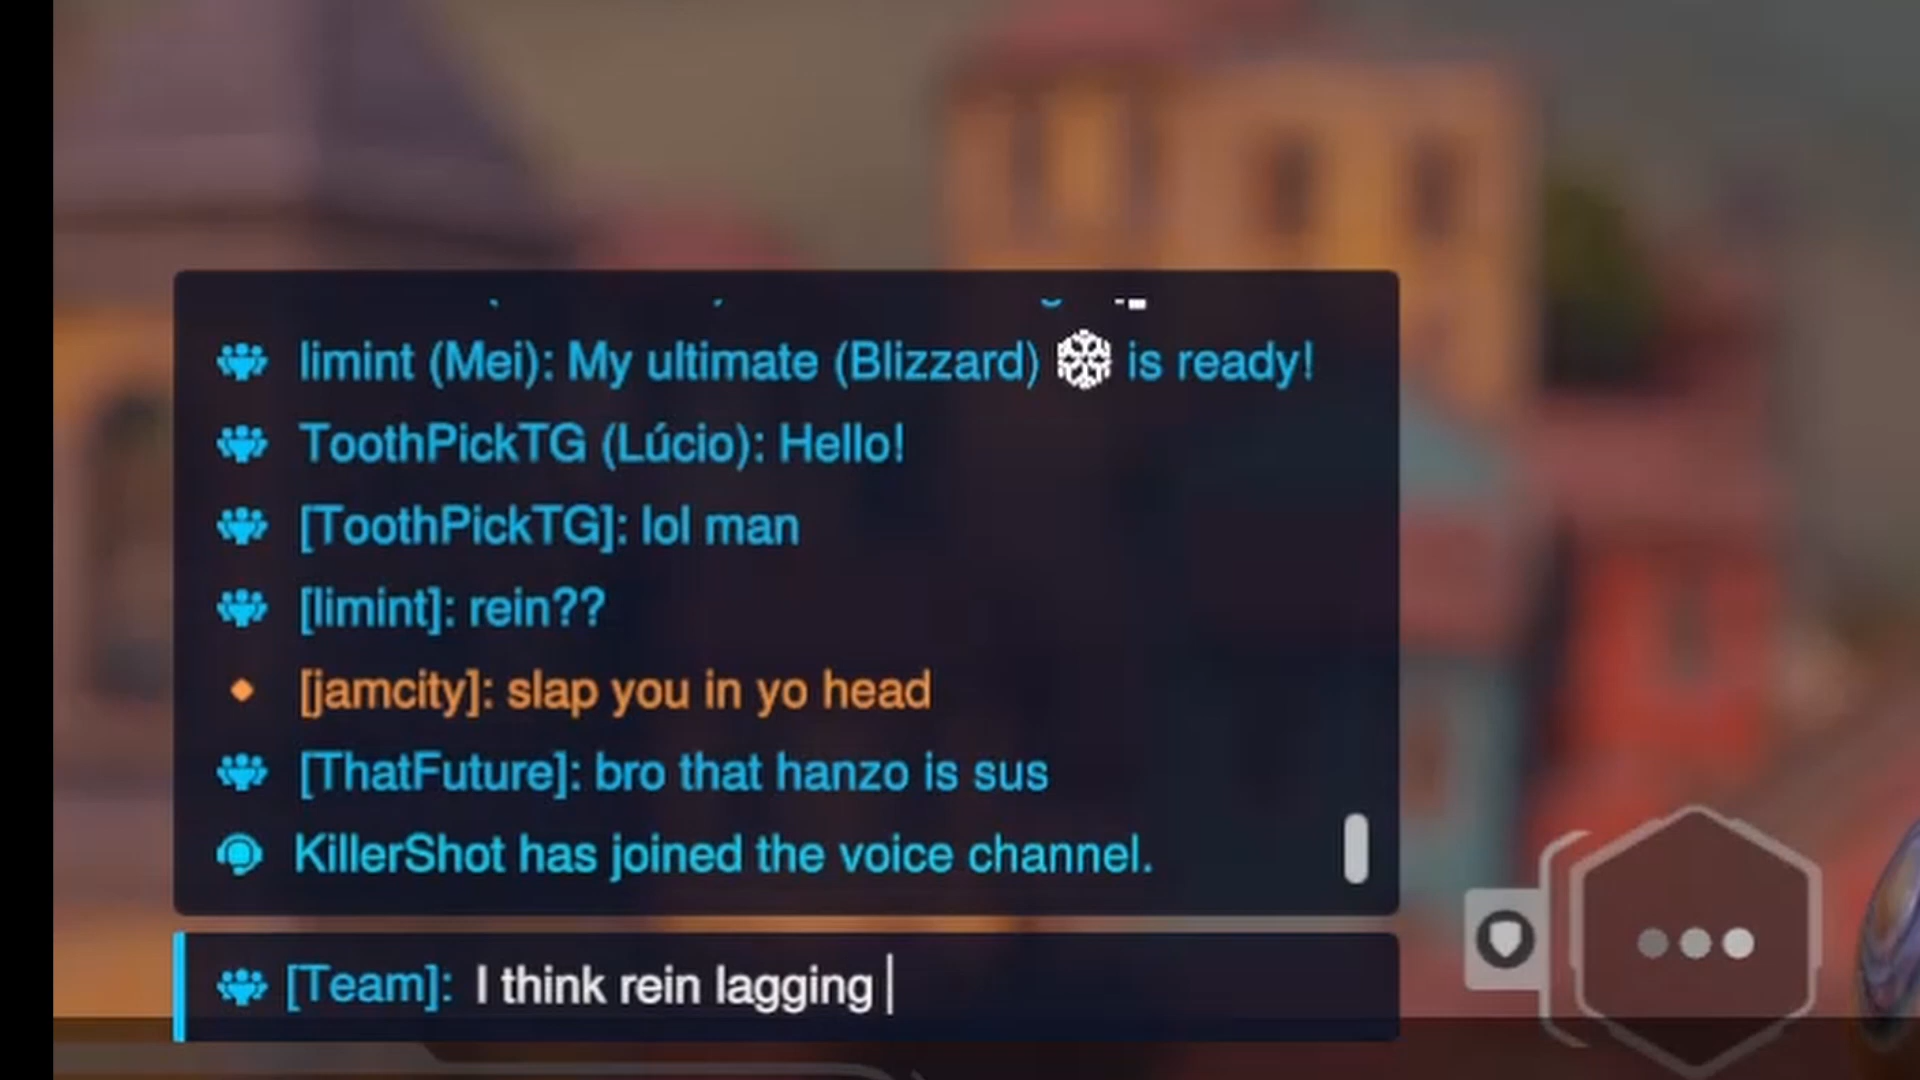 limint (Mei): My ultimate (Blizzard) is ready!
ToothPickTG (Lúcio): Hello!
[ToothPickTG]: lol man
[limint]: rein??
[jamcity]: slap you in yo head
[ThatFuture]: bro that hanzo is sus
KillerShot has joined the voice channel.
[Team]: I think rein lagging